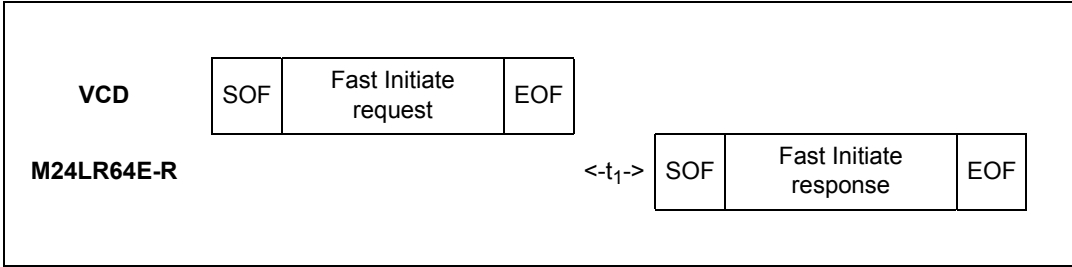 VCD SOF Fast Initiate request EOF
M24LR64E-R <-t1-> SOF Fast Initiate response EOF